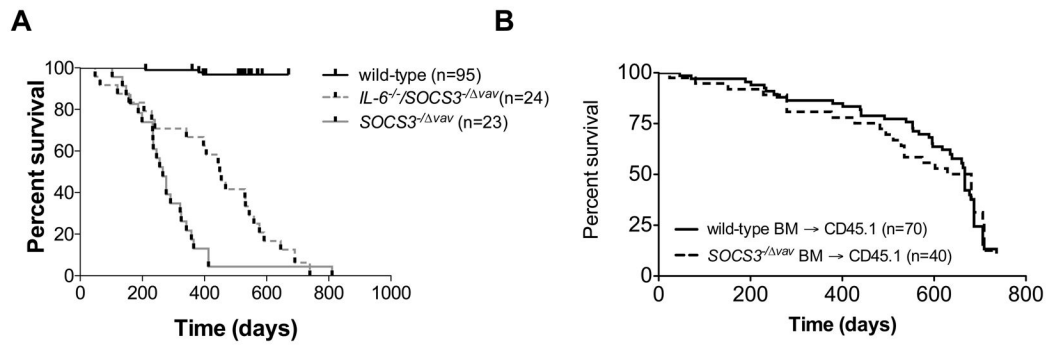 A
Percent survival
100
80
60
40
20
0
0 200 400 600 800 1000
Time (days)
wild-type (n=95)
IL-6-/-/SOCS3-/Δvav(n=24)
SOCS3-/Δvav (n=23)
B
Percent survival
100
75
50
25
0
0 200 400 600 800
Time (days)
wild-type BM → CD45.1 (n=70)
SOCS3-/Δvav BM → CD45.1 (n=40)